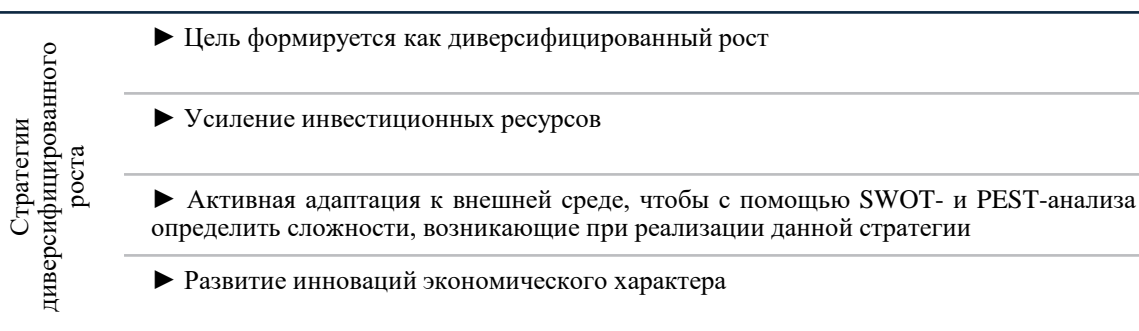 Стратегии
диверсифицированного
роста
► Цель формируется как диверсифицированный рост
► Усиление инвестиционных ресурсов
► Активная адаптация к внешней среде, чтобы с помощью SWOT- и PEST-анализа
определить сложности, возникающие при реализации данной стратегии
► Развитие инноваций экономического характера